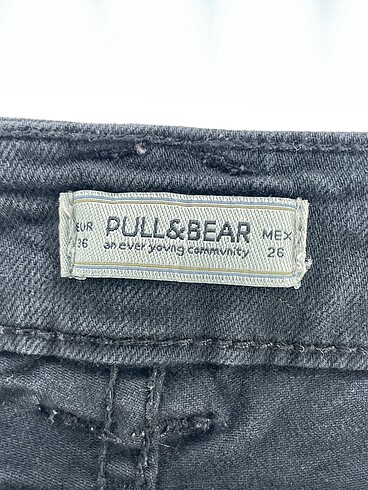 EUR PULL&BEAR MEX
36 an ever young community 26